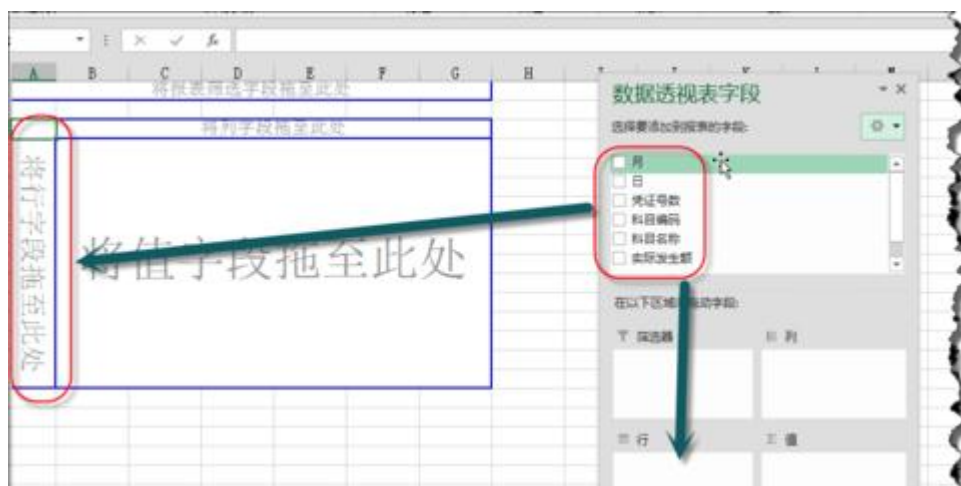 fx
A B C D E F G H
将报表筛选字段拖至此处
将列字段拖至此处
将行字段拖至此处
将值字段拖至此处
数据透视表字段
选择要添加到报表的字段:
月
日
凭证号数
科目编码
科目名称
实际发生额
在以下区域 动字段:
筛选器
列
行
Σ 值